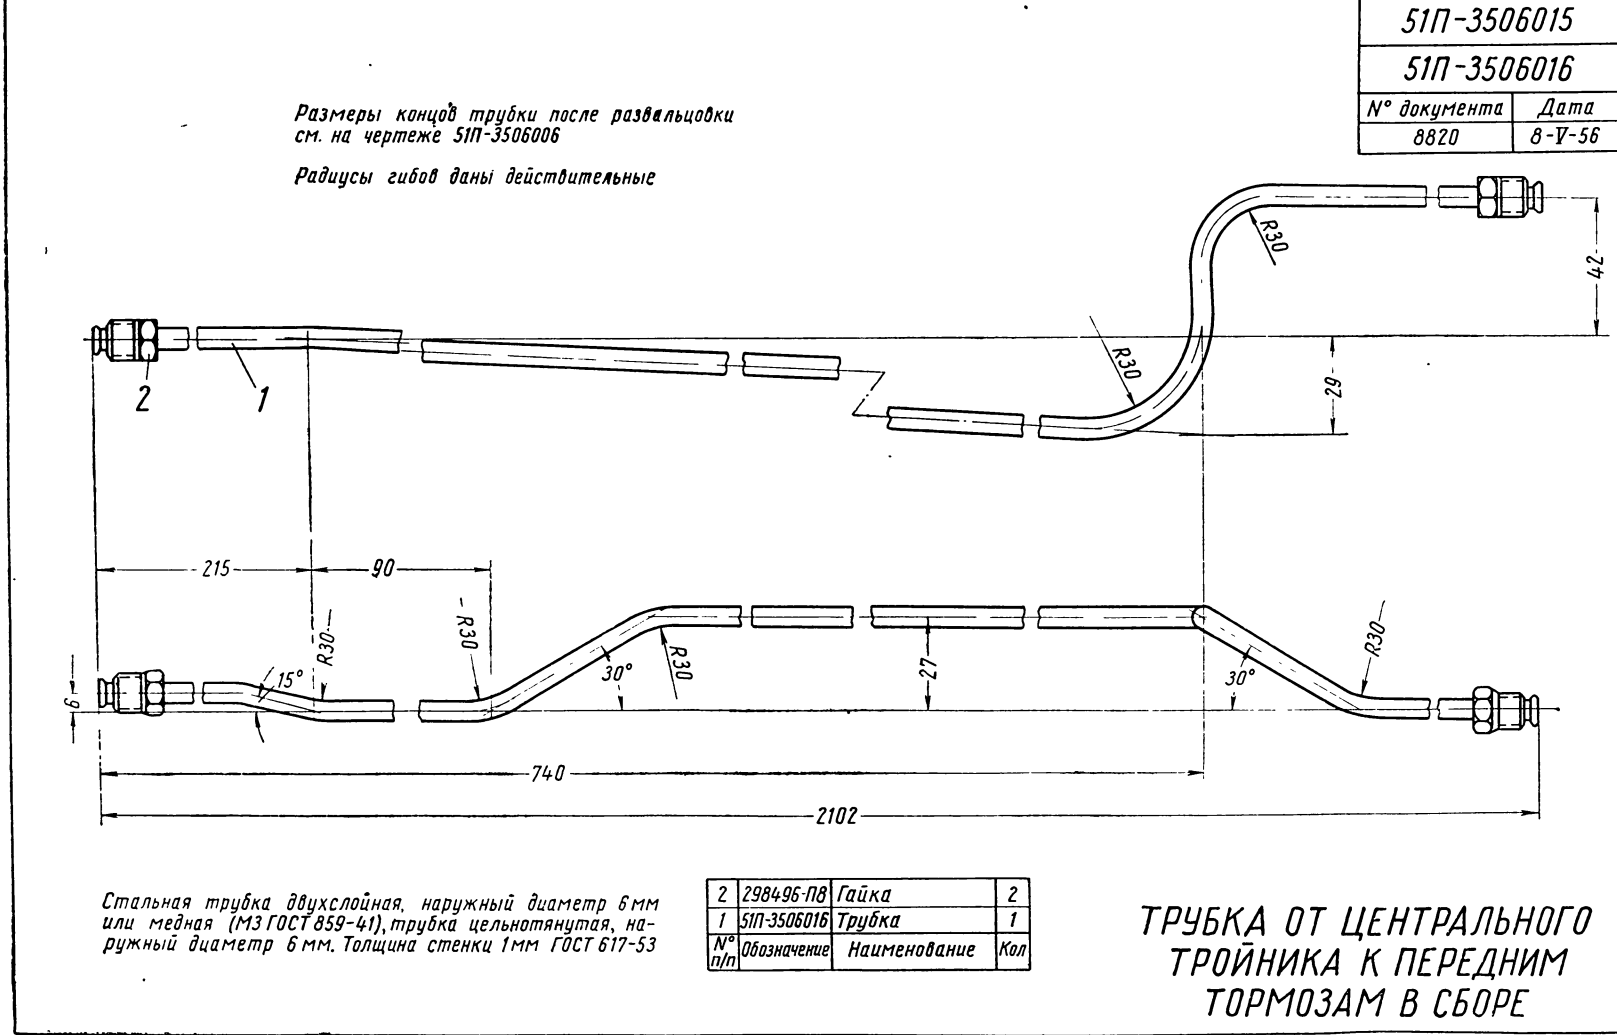 51П-3506015
51П-3506016
№ документа Дата
8820 8-V-56
Размеры концов трубки после развальцовки
см. на чертеже 51П-3506006
Радиусы гибов даны действительные
R30
42
R30
29
2
1
215
90
R30
R30
15°
6
30°
R30
27
30°
R30
740
2102
Стальная трубка двухслойная, наружный диаметр 6мм
или медная (М3 ГОСТ 859-41), трубка цельнотянутая, на-
ружный диаметр 6 мм. Толщина стенки 1мм ГОСТ 617-53
2 298496-П8 Гайка 2
1 51П-3506016 Трубка 1
№ п/п Обозначение Наименование Кол
ТРУБКА ОТ ЦЕНТРАЛЬНОГО
ТРОЙНИКА К ПЕРЕДНИМ
ТОРМОЗАМ В СБОРЕ